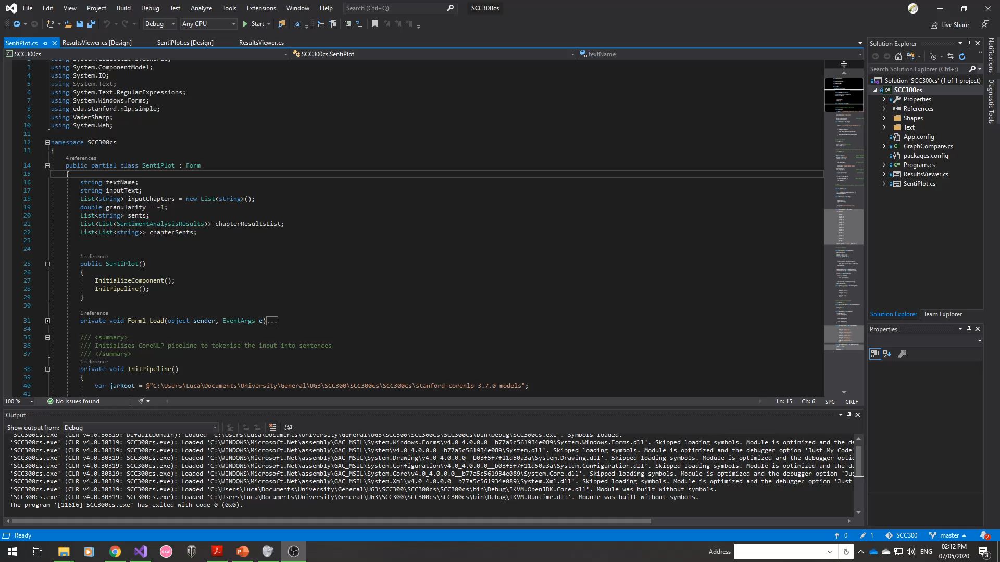 File Edit View Project Build Debug Test Analyze Tools Extensions Window Help Search (Ctrl+Q) SCC300cs
Debug Any CPU Start Live Share
SentiPlot.cs ResultsViewer.cs [Design] SentiPlot.cs [Design] ResultsViewer.cs
SCC300cs SCC300cs.SentiPlot textName
3 using System.ComponentModel;
4 using System.IO;
5 using System.Text;
6 using System.Text.RegularExpressions;
7 using System.Windows.Forms;
8 using edu.stanford.nlp.simple;
9 using VaderSharp;
10 using System.Web;
11
12 namespace SCC300cs
13 {
4 references
14 public partial class SentiPlot : Form
15 {
16 string textName;
17 string inputText;
18 List<string> inputChapters = new List<string>();
19 double granularity = -1;
20 List<string> sents;
21 List<List<SentimentAnalysisResults>> chapterResultsList;
22 List<List<string>> chapterSents;
23
24
1 reference
25 public SentiPlot()
26 {
27 InitializeComponent();
28 InitPipeline();
29 }
30
1 reference
31 private void Form1_Load(object sender, EventArgs e)...
34
35 /// <summary>
36 /// Initialises CoreNLP pipeline to tokenise the input into sentences
37 /// </summary>
1 reference
38 private void InitPipeline()
39 {
40 var jarRoot = @"C:\Users\Luca\Documents\University\General\UG3\SCC300\SCC300cs\SCC300cs\stanford-corenlp-3.7.0-models";
41
100 % No issues found Ln: 15 Ch: 6 SPC CRLF
Output
Show output from: Debug
'SCC300cs.exe' (CLR v4.0.30319: DefaultDomain): Loaded 'C:\Users\Luca\Documents\University\General\UG3\SCC300\SCC300cs\SCC300cs\bin\Debug\SCC300cs.exe'. Symbols loaded.
'SCC300cs.exe' (CLR v4.0.30319: SCC300cs.exe): Loaded 'C:\WINDOWS\Microsoft.Net\assembly\GAC_MSIL\System.Windows.Forms\v4.0_4.0.0.0__b77a5c561934e089\System.Windows.Forms.dll'. Skipped loading symbols. Module is optimized and the de
'SCC300cs.exe' (CLR v4.0.30319: SCC300cs.exe): Loaded 'C:\WINDOWS\Microsoft.Net\assembly\GAC_MSIL\System\v4.0_4.0.0.0__b77a5c561934e089\System.dll'. Skipped loading symbols. Module is optimized and the debugger option 'Just My Code
'SCC300cs.exe' (CLR v4.0.30319: SCC300cs.exe): Loaded 'C:\WINDOWS\Microsoft.Net\assembly\GAC_MSIL\System.Drawing\v4.0_4.0.0.0__b03f5f7f11d50a3a\System.Drawing.dll'. Skipped loading symbols. Module is optimized and the debugger optio
'SCC300cs.exe' (CLR v4.0.30319: SCC300cs.exe): Loaded 'C:\WINDOWS\Microsoft.Net\assembly\GAC_MSIL\System.Configuration\v4.0_4.0.0.0__b03f5f7f11d50a3a\System.Configuration.dll'. Skipped loading symbols. Module is optimized and the de
'SCC300cs.exe' (CLR v4.0.30319: SCC300cs.exe): Loaded 'C:\WINDOWS\Microsoft.Net\assembly\GAC_MSIL\System.Core\v4.0_4.0.0.0__b77a5c561934e089\System.Core.dll'. Skipped loading symbols. Module is optimized and the debugger option 'Jus
'SCC300cs.exe' (CLR v4.0.30319: SCC300cs.exe): Loaded 'C:\WINDOWS\Microsoft.Net\assembly\GAC_MSIL\System.Xml\v4.0_4.0.0.0__b77a5c561934e089\System.Xml.dll'. Skipped loading symbols. Module is optimized and the debugger option 'Just
'SCC300cs.exe' (CLR v4.0.30319: SCC300cs.exe): Loaded 'C:\Users\Luca\Documents\University\General\UG3\SCC300\SCC300cs\SCC300cs\bin\Debug\IKVM.OpenJDK.Core.dll'. Module was built without symbols.
'SCC300cs.exe' (CLR v4.0.30319: SCC300cs.exe): Loaded 'C:\Users\Luca\Documents\University\General\UG3\SCC300\SCC300cs\SCC300cs\bin\Debug\IKVM.Runtime.dll'. Module was built without symbols.
The program '[11616] SCC300cs.exe' has exited with code 0 (0x0).
Solution Explorer
Search Solution Explorer (Ctrl+;)
Solution 'SCC300cs' (1 of 1 project)
SCC300cs
Properties
References
Shapes
Text
App.config
GraphCompare.cs
packages.config
Program.cs
ResultsViewer.cs
SentiPlot.cs
Solution Explorer Team Explorer
Properties
Notifications
Diagnostic Tools
Ready 0 1 SCC300 master 2
osu!
Address ENG 02:12 PM
07/05/2020 3